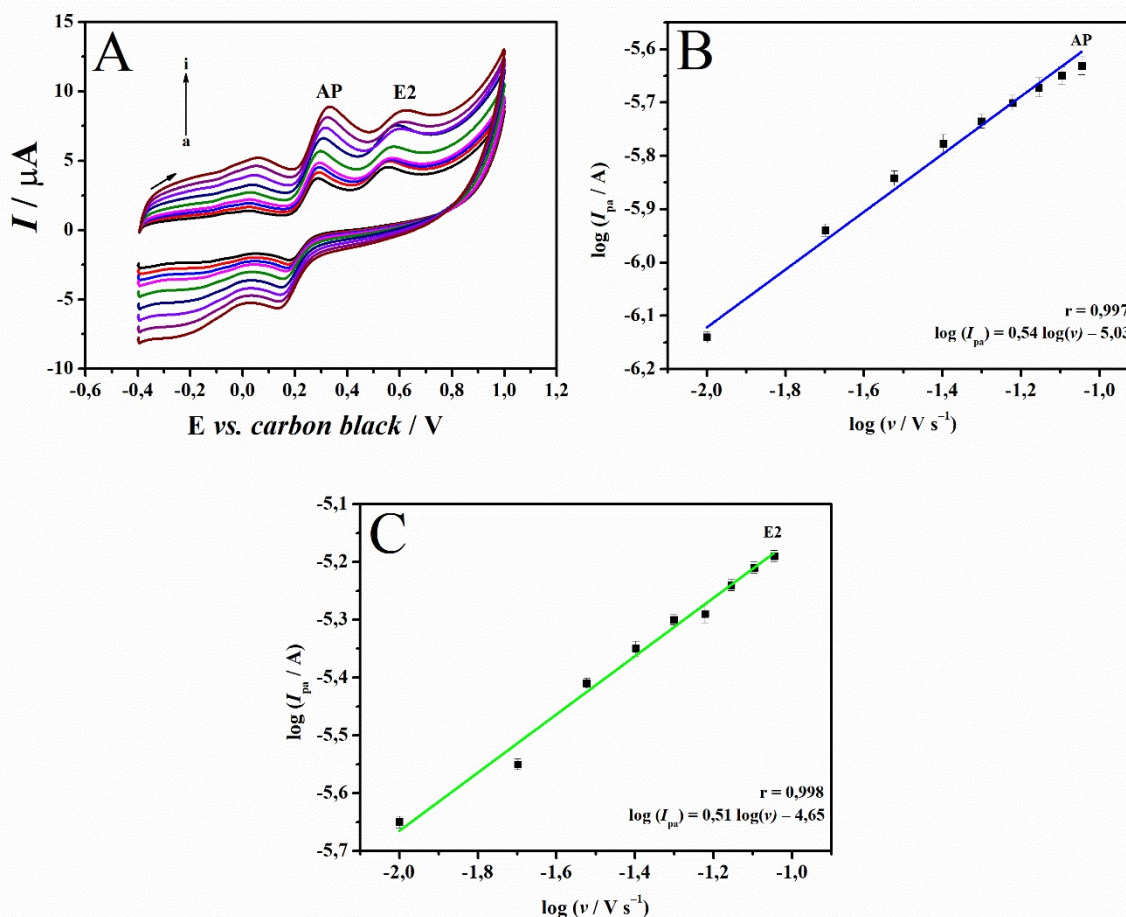 A
15
10
5
0
-5
-10
I / μA
i
a
AP
E2
-0,6 -0,4 -0,2 0,0 0,2 0,4 0,6 0,8 1,0 1,2
E vs. carbon black / V
B
AP
-5,6
-5,7
-5,8
-5,9
-6,0
-6,1
-6,2
log (Ipa / A)
r = 0,997
log (Ipa) = 0,54 log(v) – 5,03
-2,0 -1,8 -1,6 -1,4 -1,2 -1,0 -0,
log (v / V s⁻¹)
C
E2
-5,1
-5,2
-5,3
-5,4
-5,5
-5,6
-5,7
log (Ipa / A)
r = 0,998
log (Ipa) = 0,51 log(v) – 4,65
-2,0 -1,8 -1,6 -1,4 -1,2 -1,0 -0,9
log (v / V s⁻¹)